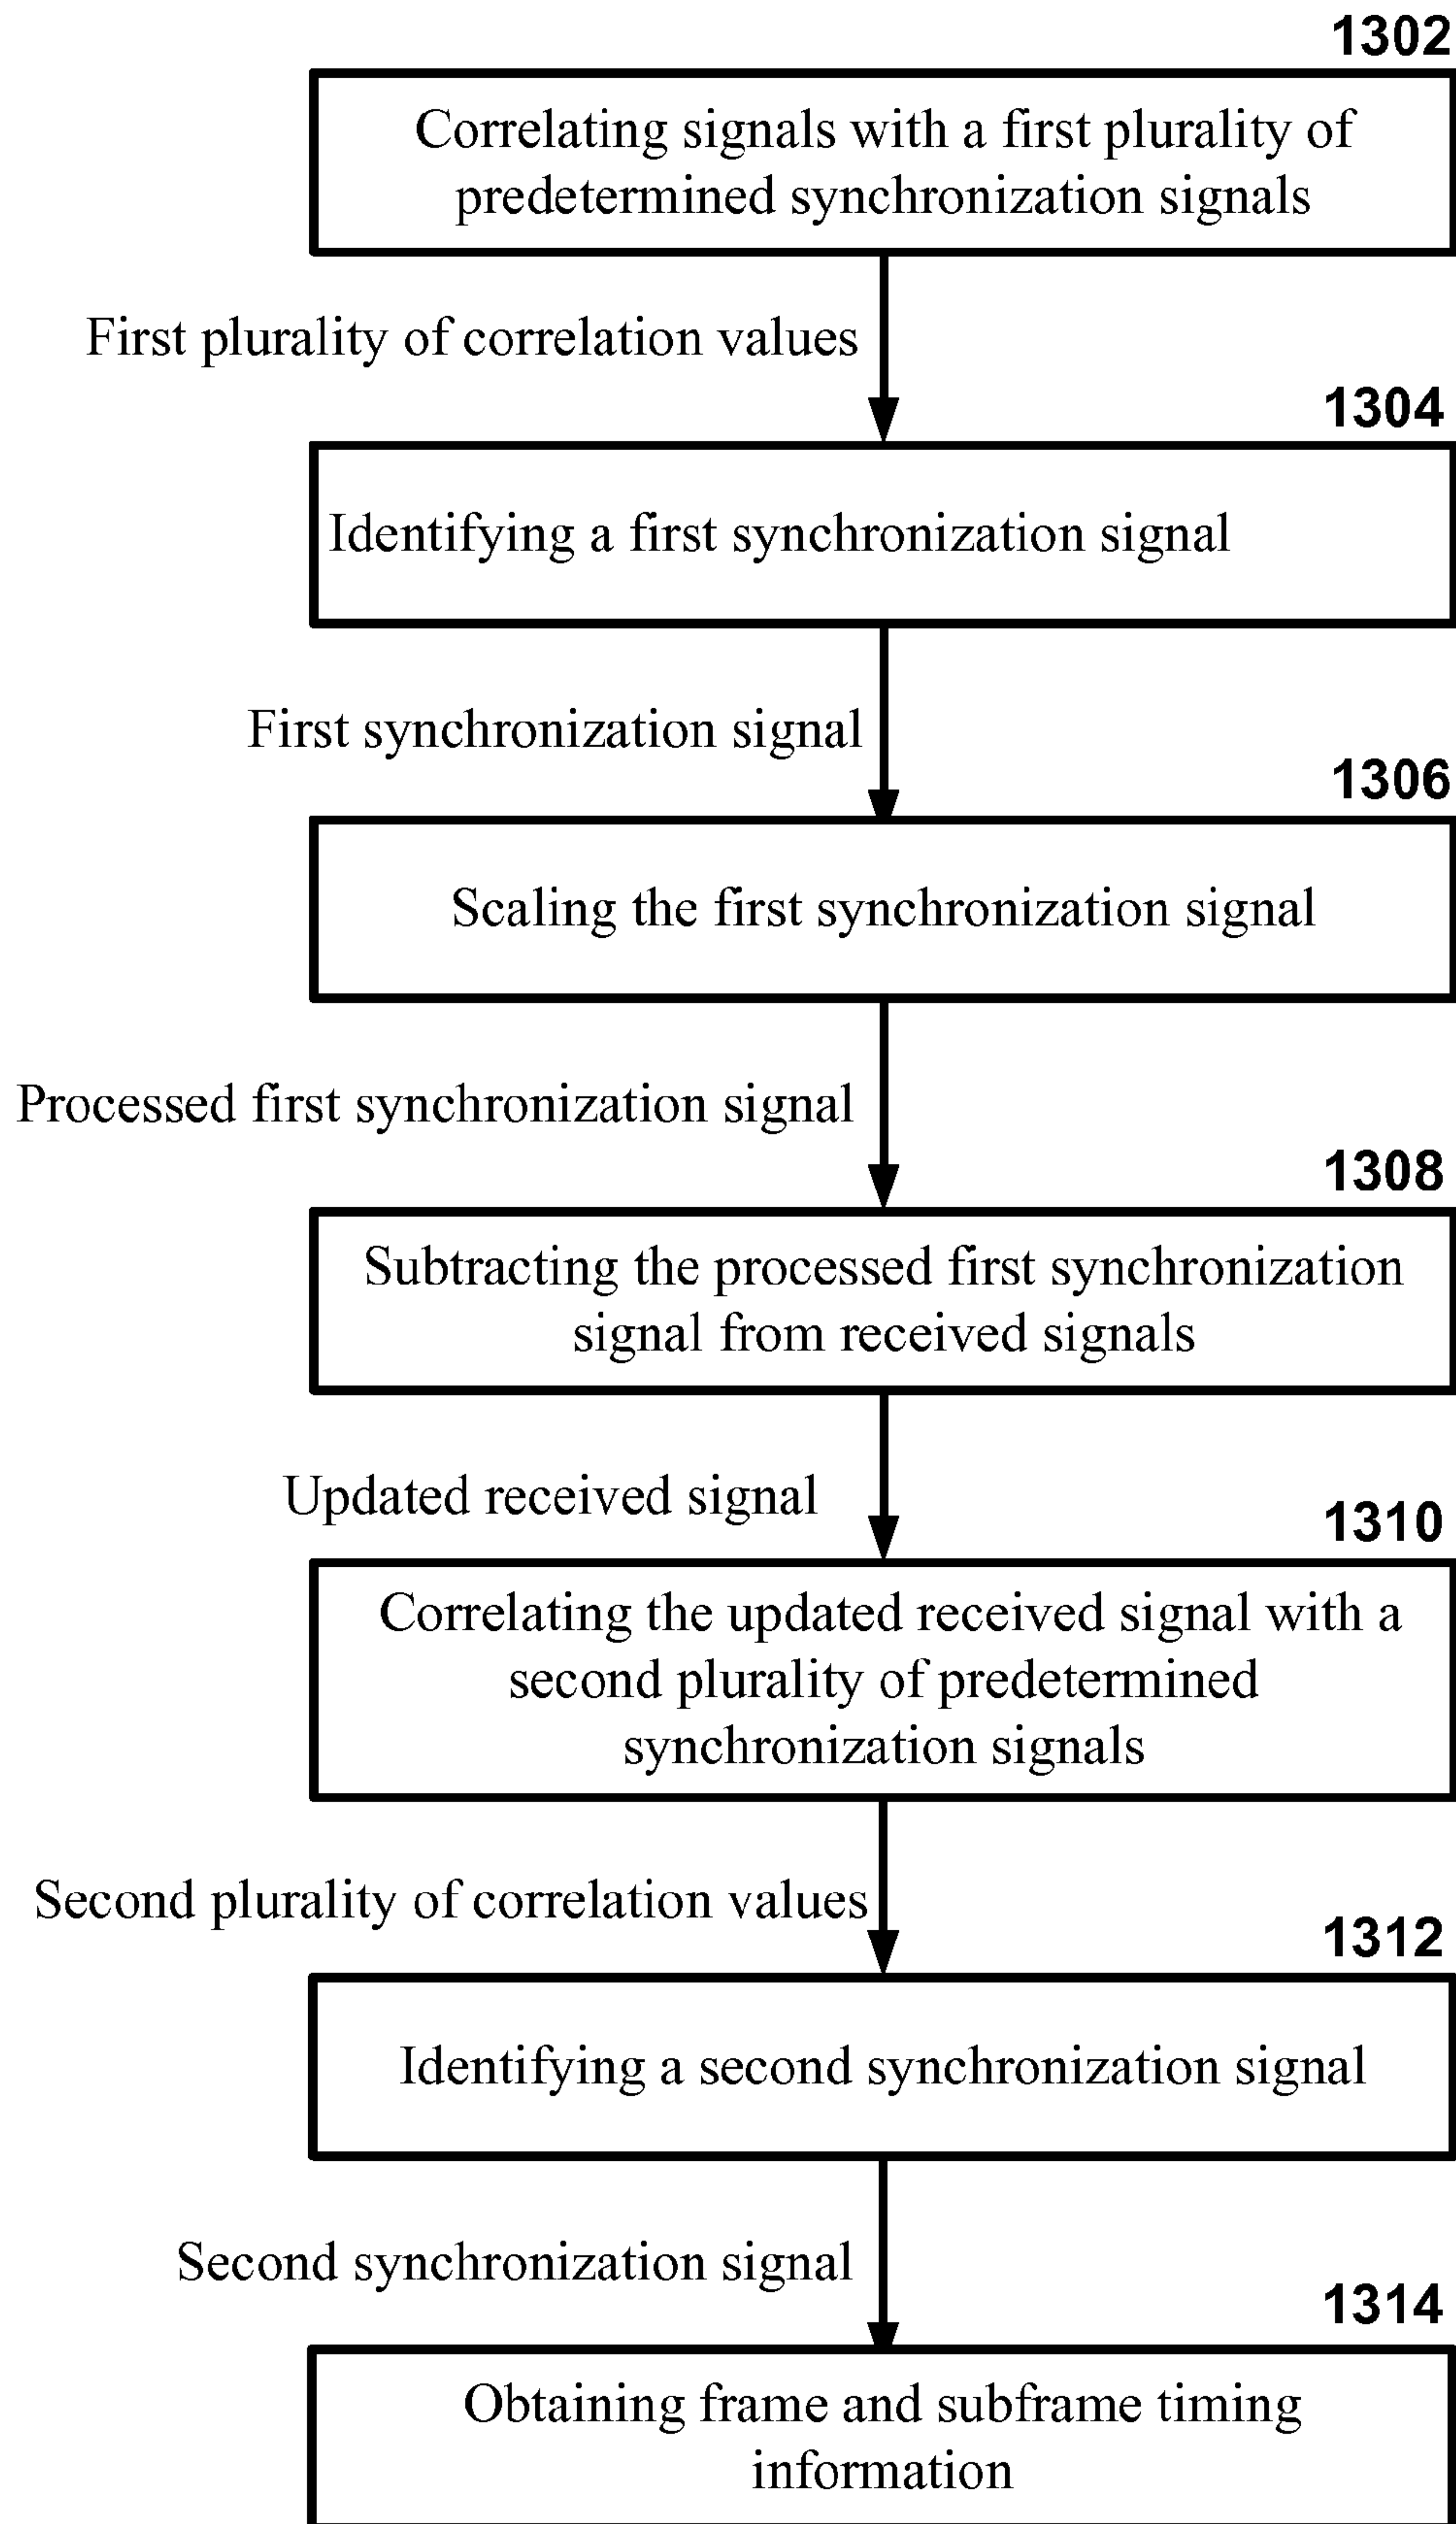 1302
Correlating signals with a first plurality of
predetermined synchronization signals
First plurality of correlation values
1304
Identifying a first synchronization signal
First synchronization signal
1306
Scaling the first synchronization signal
Processed first synchronization signal
1308
Subtracting the processed first synchronization
signal from received signals
Updated received signal
1310
Correlating the updated received signal with a
second plurality of predetermined
synchronization signals
Second plurality of correlation values
1312
Identifying a second synchronization signal
Second synchronization signal
1314
Obtaining frame and subframe timing
information